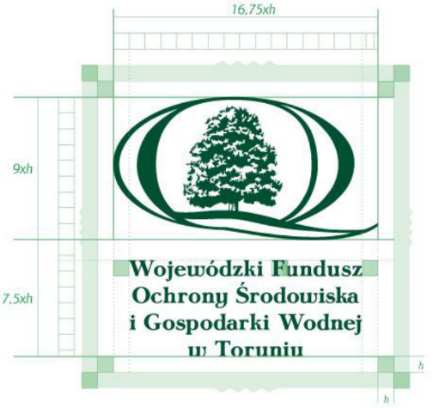 16,75xh
9xh
Wojewódzki Fundusz
Ochrony Środowiska
i Gospodarki Wodnej
w Toruniu
7,5xh
h
h